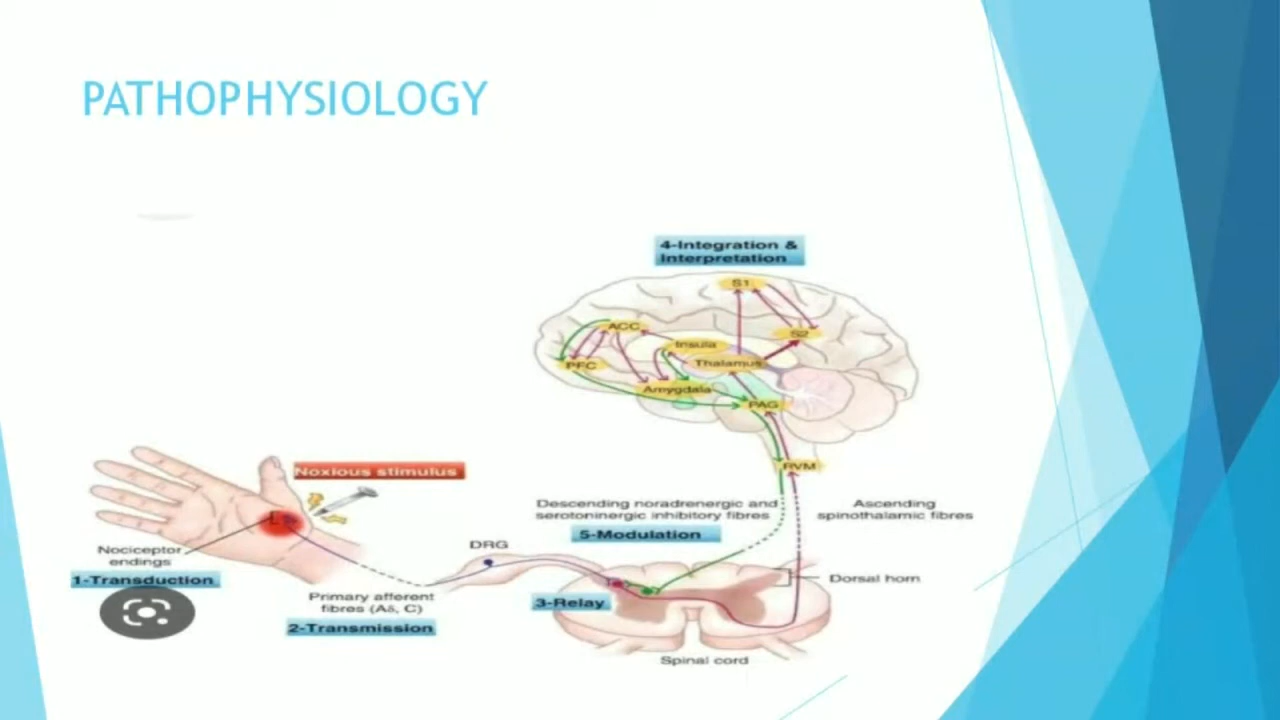 PATHOPHYSIOLOGY
4-Integration &
Interpretation
S1
ACC
S2
Insula
PFC
Thalamus
Amygdala
PAG
RVM
Noxious stimulus
Descending noradrenergic and
serotoninergic inhibitory fibres
Ascending
spinothalamic fibres
5-Modulation
Nociceptor
endings
DRG
1-Transduction
Dorsal horn
Primary afferent
fibres (Aδ, C)
3-Relay
2-Transmission
Spinal cord